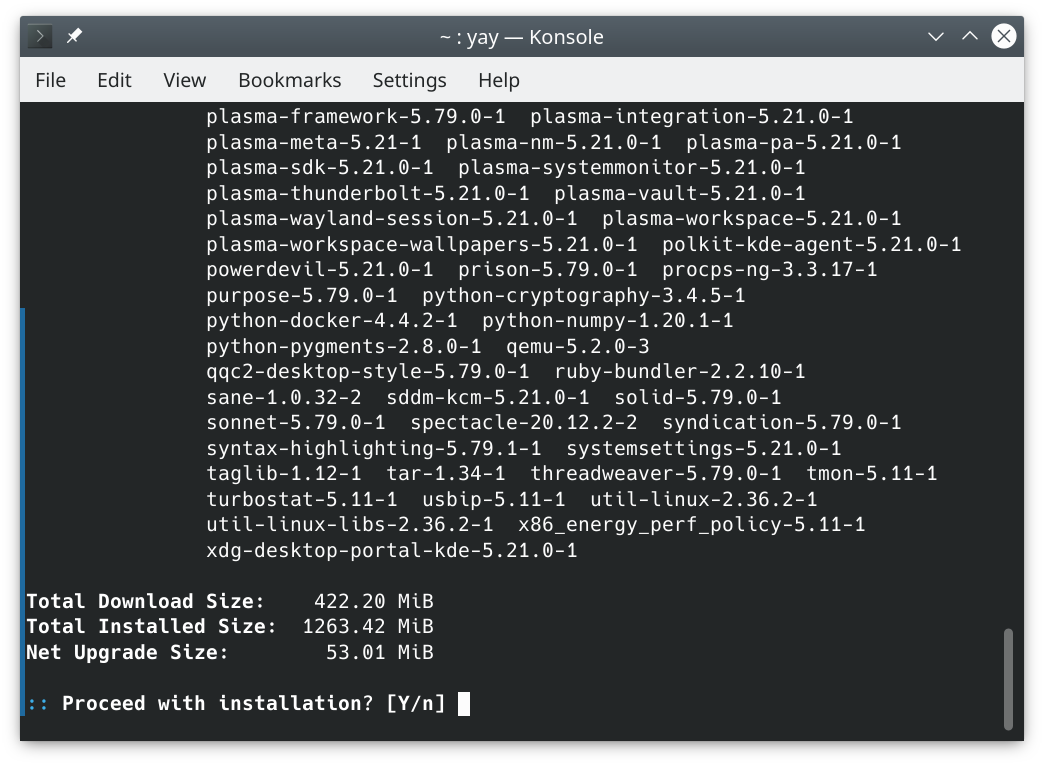 ~ : yay — Konsole
File Edit View Bookmarks Settings Help
plasma-framework-5.79.0-1 plasma-integration-5.21.0-1
plasma-meta-5.21-1 plasma-nm-5.21.0-1 plasma-pa-5.21.0-1
plasma-sdk-5.21.0-1 plasma-systemmonitor-5.21.0-1
plasma-thunderbolt-5.21.0-1 plasma-vault-5.21.0-1
plasma-wayland-session-5.21.0-1 plasma-workspace-5.21.0-1
plasma-workspace-wallpapers-5.21.0-1 polkit-kde-agent-5.21.0-1
powerdevil-5.21.0-1 prison-5.79.0-1 procps-ng-3.3.17-1
purpose-5.79.0-1 python-cryptography-3.4.5-1
python-docker-4.4.2-1 python-numpy-1.20.1-1
python-pygments-2.8.0-1 qemu-5.2.0-3
qqc2-desktop-style-5.79.0-1 ruby-bundler-2.2.10-1
sane-1.0.32-2 sddm-kcm-5.21.0-1 solid-5.79.0-1
sonnet-5.79.0-1 spectacle-20.12.2-2 syndication-5.79.0-1
syntax-highlighting-5.79.1-1 systemsettings-5.21.0-1
taglib-1.12-1 tar-1.34-1 threadweaver-5.79.0-1 tmon-5.11-1
turbostat-5.11-1 usbip-5.11-1 util-linux-2.36.2-1
util-linux-libs-2.36.2-1 x86_energy_perf_policy-5.11-1
xdg-desktop-portal-kde-5.21.0-1
Total Download Size: 422.20 MiB
Total Installed Size: 1263.42 MiB
Net Upgrade Size: 53.01 MiB
:: Proceed with installation? [Y/n]